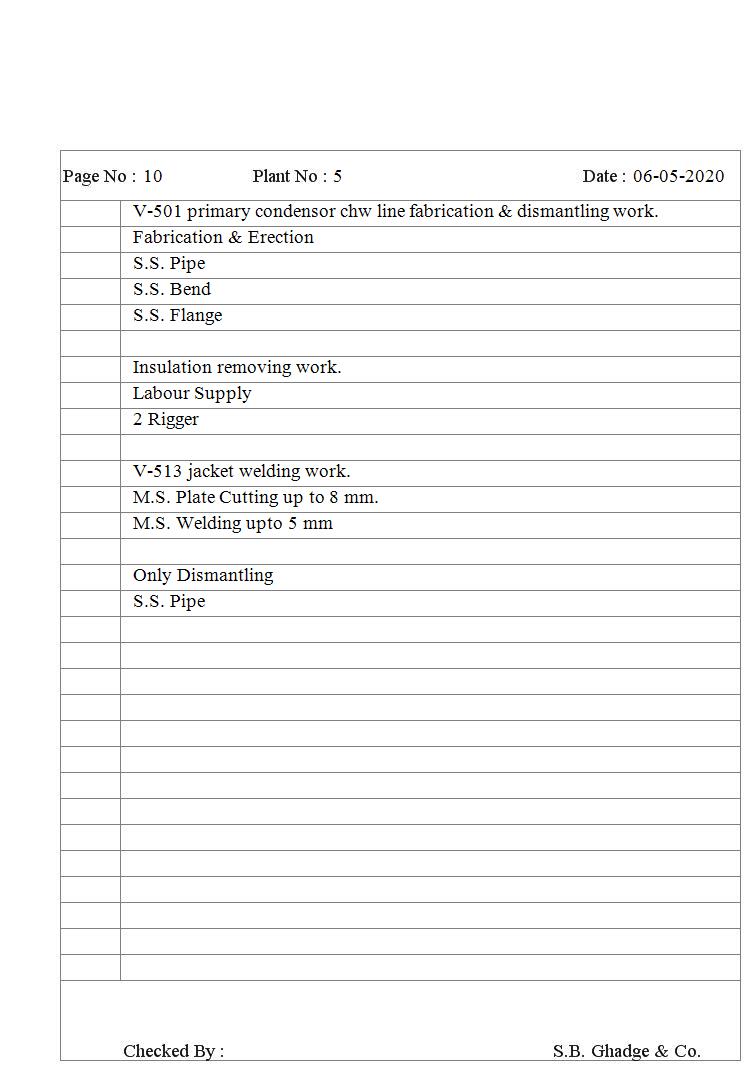 Page No : 10 Plant No : 5 Date : 06-05-2020
V-501 primary condensor chw line fabrication & dismantling work.
Fabrication & Erection
S.S. Pipe
S.S. Bend
S.S. Flange
Insulation removing work.
Labour Supply
2 Rigger
V-513 jacket welding work.
M.S. Plate Cutting up to 8 mm.
M.S. Welding upto 5 mm
Only Dismantling
S.S. Pipe
Checked By : S.B. Ghadge & Co.